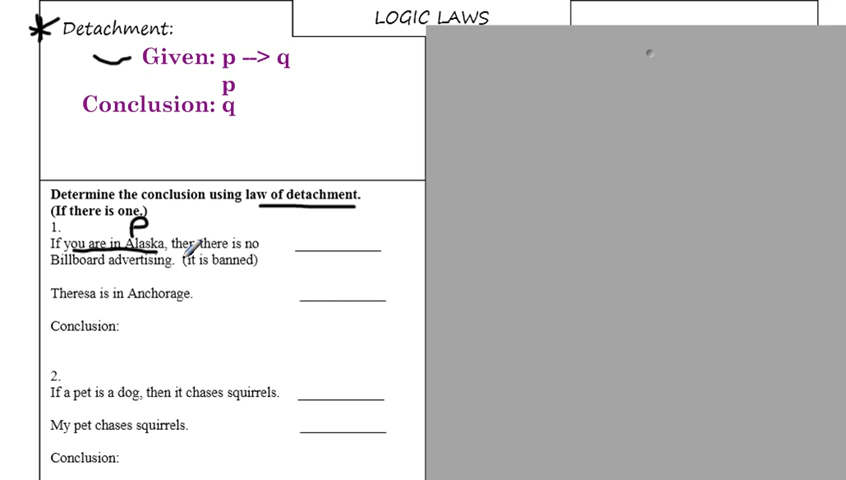 LOGIC LAWS
Detachment:
Given: p --> q
p
Conclusion: q
Determine the conclusion using law of detachment.
(If there is one.)
P
1.
If you are in Alaska, then there is no
Billboard advertising. (it is banned)
Theresa is in Anchorage.
Conclusion:
2.
If a pet is a dog, then it chases squirrels.
My pet chases squirrels.
Conclusion: